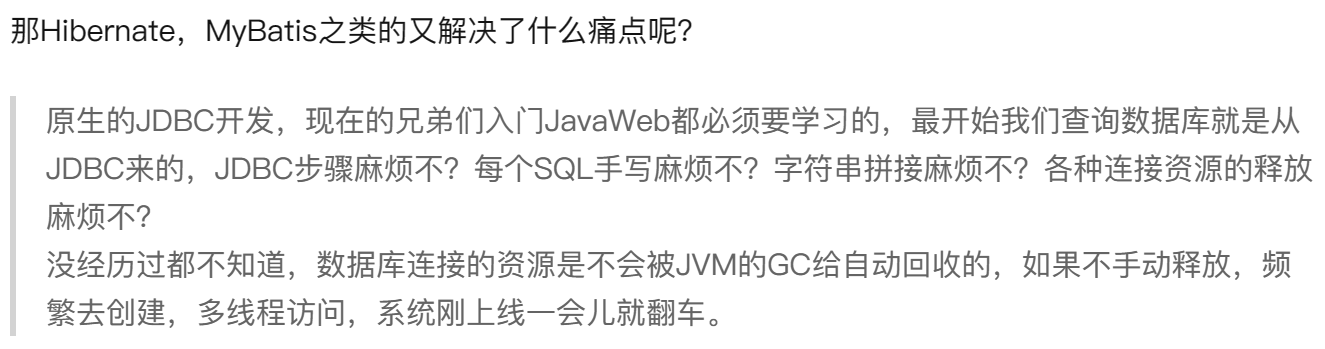 那Hibernate，MyBatis之类的又解决了什么痛点呢？
原生的JDBC开发，现在的兄弟们入门JavaWeb都必须要学习的，最开始我们查询数据库就是从
JDBC来的，JDBC步骤麻烦不？每个SQL手写麻烦不？字符串拼接麻烦不？各种连接资源的释放
麻烦不？
没经历过都不知道，数据库连接的资源是不会被JVM的GC给自动回收的，如果不手动释放，频
繁去创建，多线程访问，系统刚上线一会儿就翻车。